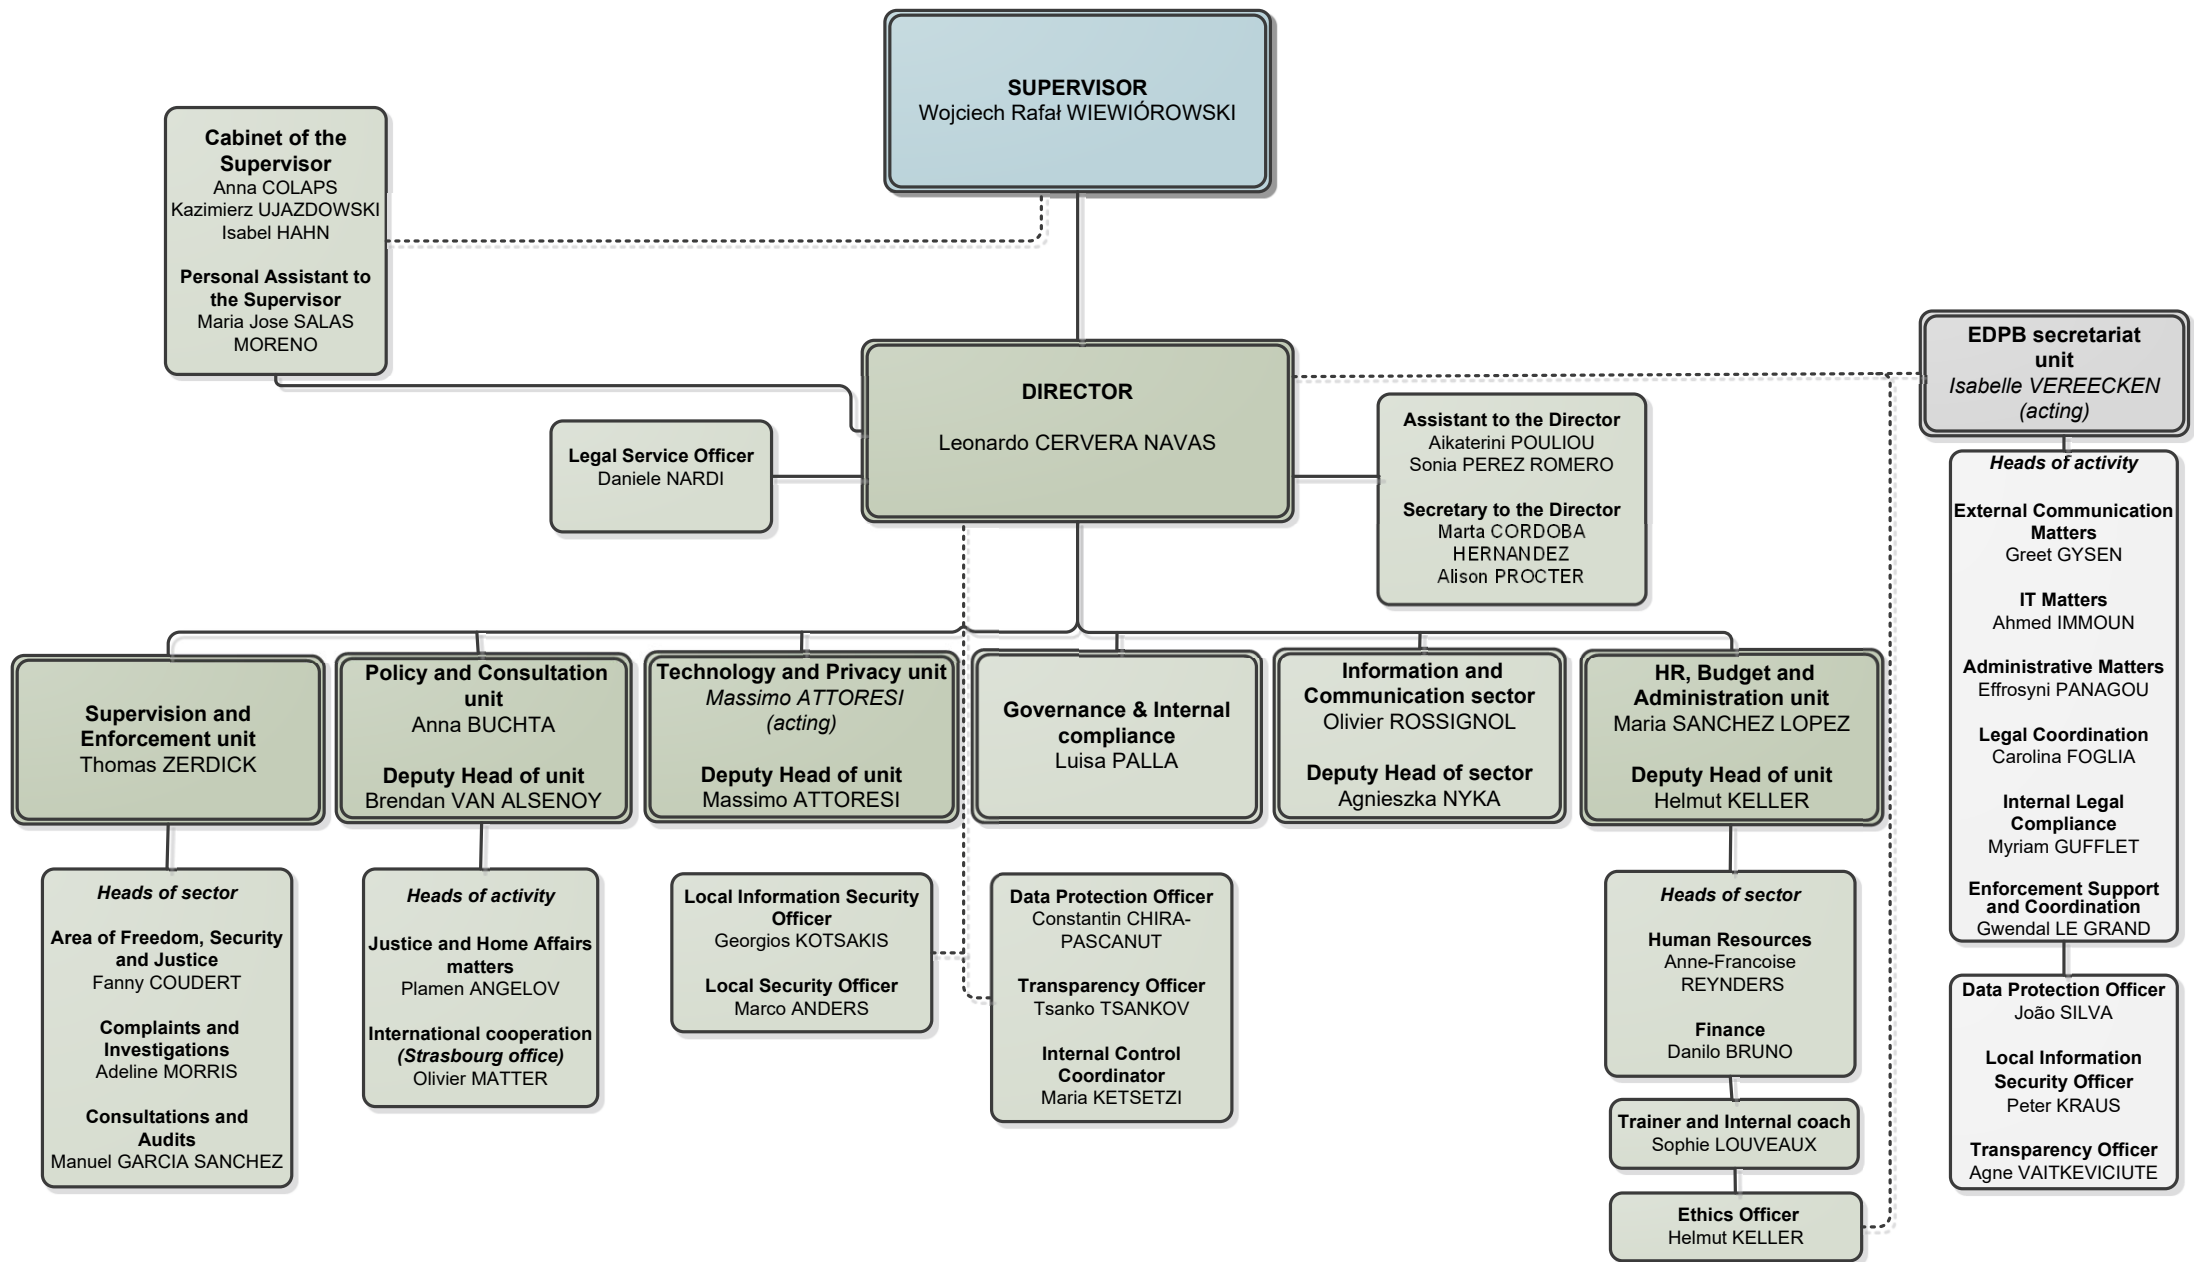 SUPERVISOR
Wojciech Rafał WIEWIÓROWSKI
Cabinet of the
Supervisor
Anna COLAPS
Kazimierz UJAZDOWSKI
Isabel HAHN
Personal Assistant to
the Supervisor
Maria Jose SALAS
MORENO
DIRECTOR
Leonardo CERVERA NAVAS
Legal Service Officer
Daniele NARDI
Assistant to the Director
Aikaterini POULIOU
Sonia PEREZ ROMERO
Secretary to the Director
Marta CORDOBA
HERNANDEZ
Alison PROCTER
EDPB secretariat
unit
Isabelle VEREECKEN
(acting)
Heads of activity
External Communication
Matters
Greet GYSEN
IT Matters
Ahmed IMMOUN
Administrative Matters
Effrosyni PANAGOU
Legal Coordination
Carolina FOGLIA
Internal Legal
Compliance
Myriam GUFFLET
Enforcement Support
and Coordination
Gwendal LE GRAND
Data Protection Officer
João SILVA
Local Information
Security Officer
Peter KRAUS
Transparency Officer
Agne VAITKEVICIUTE
Supervision and
Enforcement unit
Thomas ZERDICK
Policy and Consultation
unit
Anna BUCHTA
Deputy Head of unit
Brendan VAN ALSENOY
Technology and Privacy unit
Massimo ATTORESI
(acting)
Deputy Head of unit
Massimo ATTORESI
Governance & Internal
compliance
Luisa PALLA
Information and
Communication sector
Olivier ROSSIGNOL
Deputy Head of sector
Agnieszka NYKA
HR, Budget and
Administration unit
Maria SANCHEZ LOPEZ
Deputy Head of unit
Helmut KELLER
Heads of sector
Area of Freedom, Security
and Justice
Fanny COUDERT
Complaints and
Investigations
Adeline MORRIS
Consultations and
Audits
Manuel GARCIA SANCHEZ
Heads of activity
Justice and Home Affairs
matters
Plamen ANGELOV
International cooperation
(Strasbourg office)
Olivier MATTER
Local Information Security
Officer
Georgios KOTSAKIS
Local Security Officer
Marco ANDERS
Data Protection Officer
Constantin CHIRA-
PASCANUT
Transparency Officer
Tsanko TSANKOV
Internal Control
Coordinator
Maria KETSETZI
Heads of sector
Human Resources
Anne-Francoise
REYNDERS
Finance
Danilo BRUNO
Trainer and Internal coach
Sophie LOUVEAUX
Ethics Officer
Helmut KELLER